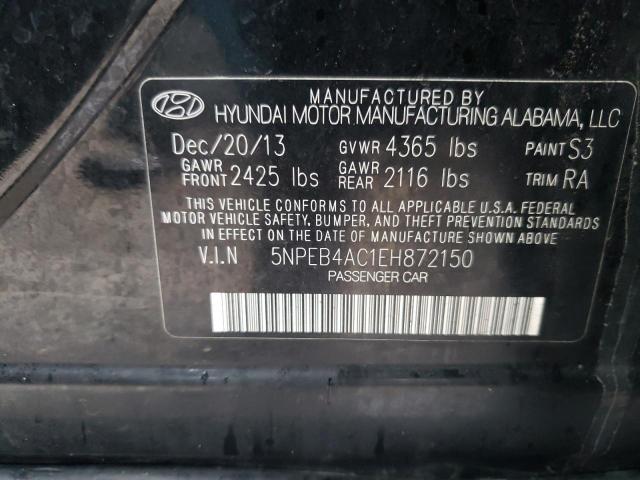 MANUFACTURED BY
HYUNDAI MOTOR MANUFACTURING ALABAMA, LLC
Dec/20/13 GVWR 4365 lbs PAINT S3
GAWR FRONT 2425 lbs GAWR REAR 2116 lbs TRIM RA
THIS VEHICLE CONFORMS TO ALL APPLICABLE U.S.A. FEDERAL
MOTOR VEHICLE SAFETY, BUMPER, AND THEFT PREVENTION STANDARDS
IN EFFECT ON THE DATE OF MANUFACTURE SHOWN ABOVE.
V.I.N 5NPEB4AC1EH872150
PASSENGER CAR